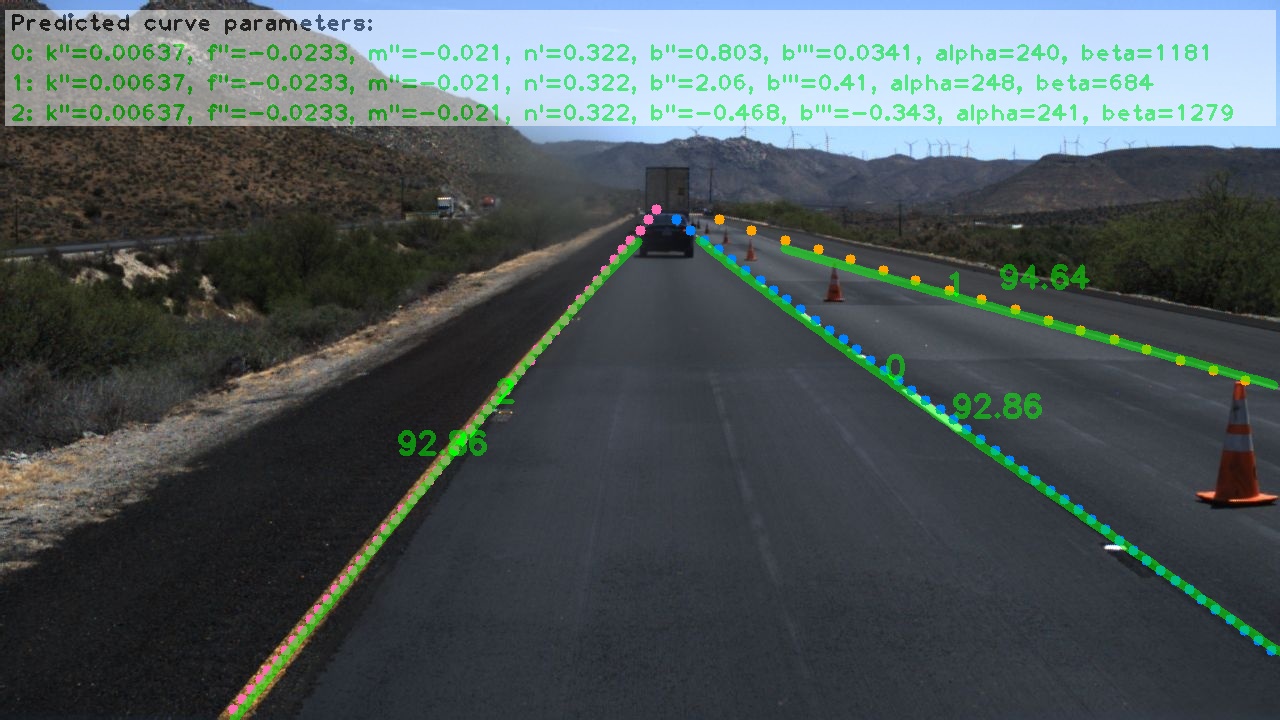 Predicted curve parameters:
0: k''=0.00637, f''=-0.0233, m''=-0.021, n'=0.322, b''=0.803, b'''=0.0341, alpha=240, beta=1181
1: k''=0.00637, f''=-0.0233, m''=-0.021, n'=0.322, b''=2.06, b'''=0.41, alpha=248, beta=684
2: k''=0.00637, f''=-0.0233, m''=-0.021, n'=0.322, b''=-0.468, b'''=-0.343, alpha=241, beta=1279
1 94.64
0
2 92.86
92.86